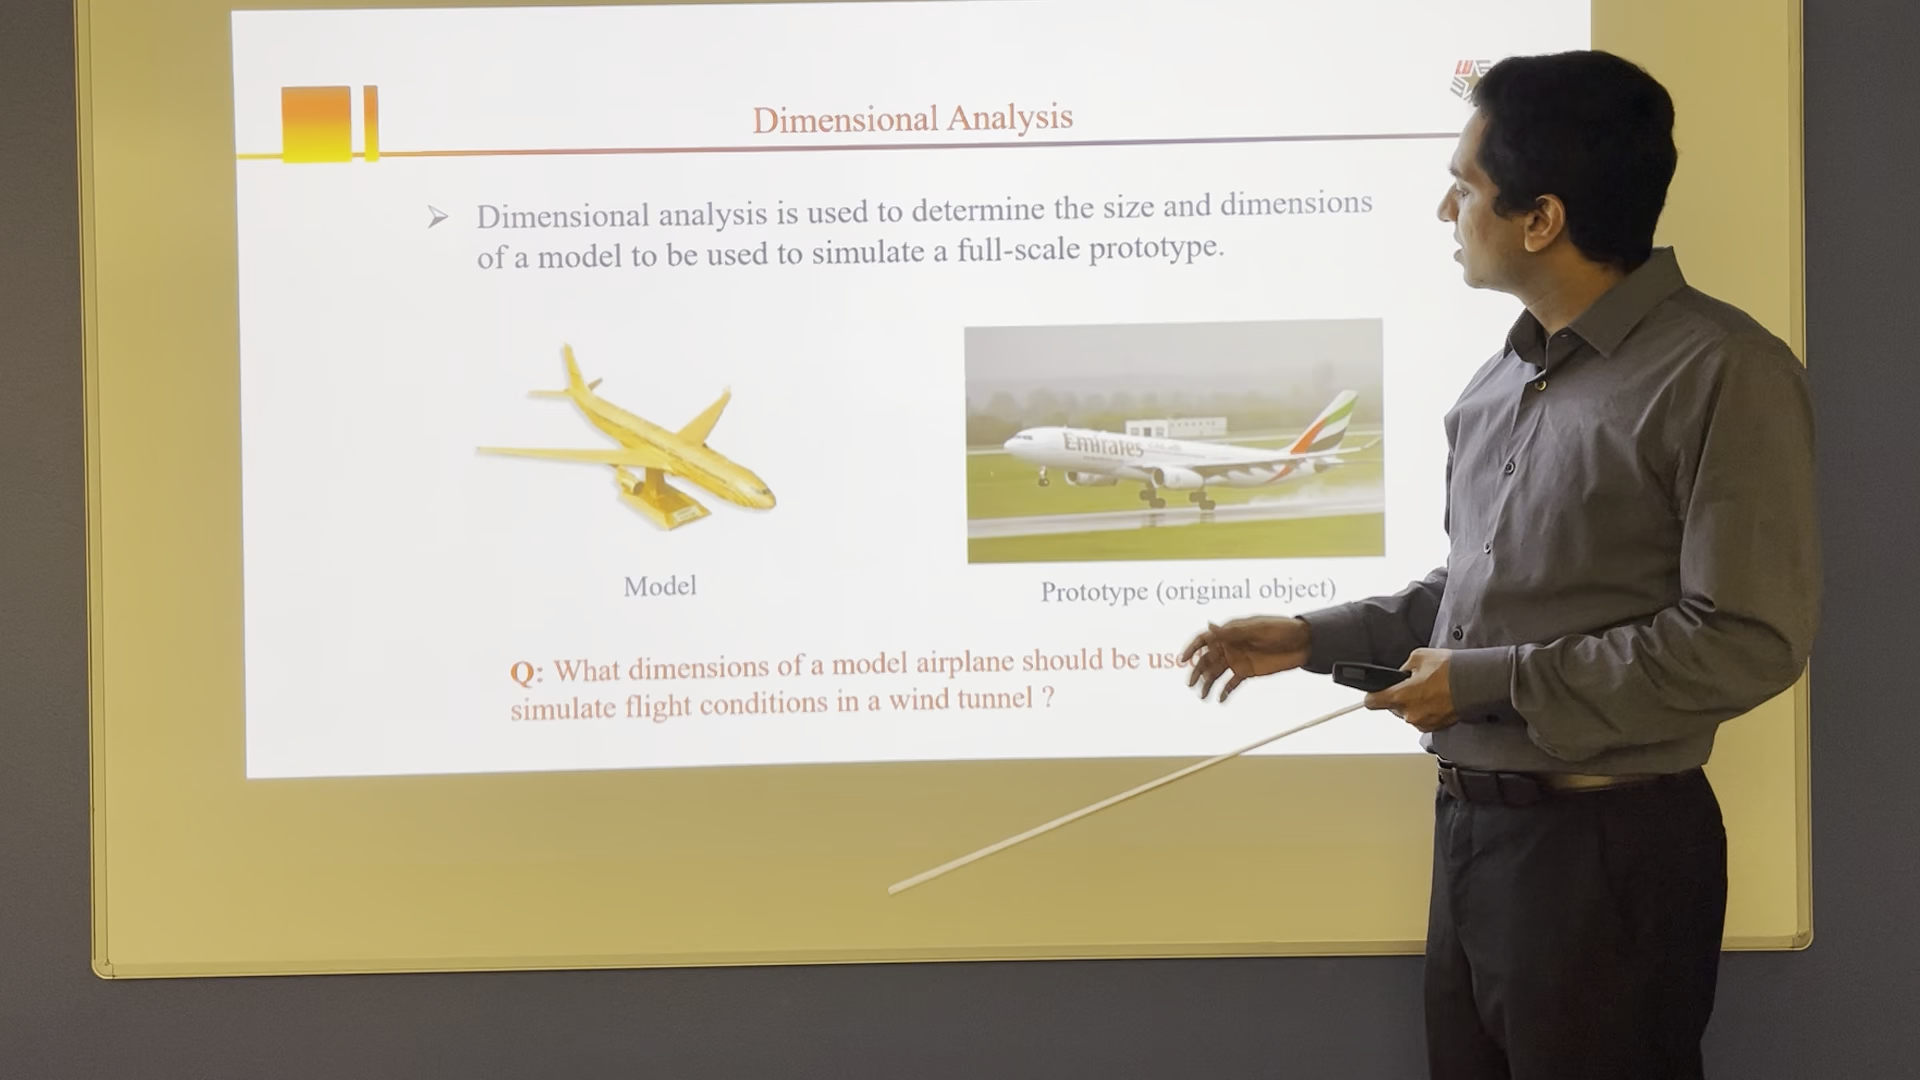 Dimensional Analysis
➢ Dimensional analysis is used to determine the size and dimensions
of a model to be used to simulate a full-scale prototype.
Emirates
Model
Prototype (original object)
Q: What dimensions of a model airplane should be
simulate flight conditions in a wind tunnel ?